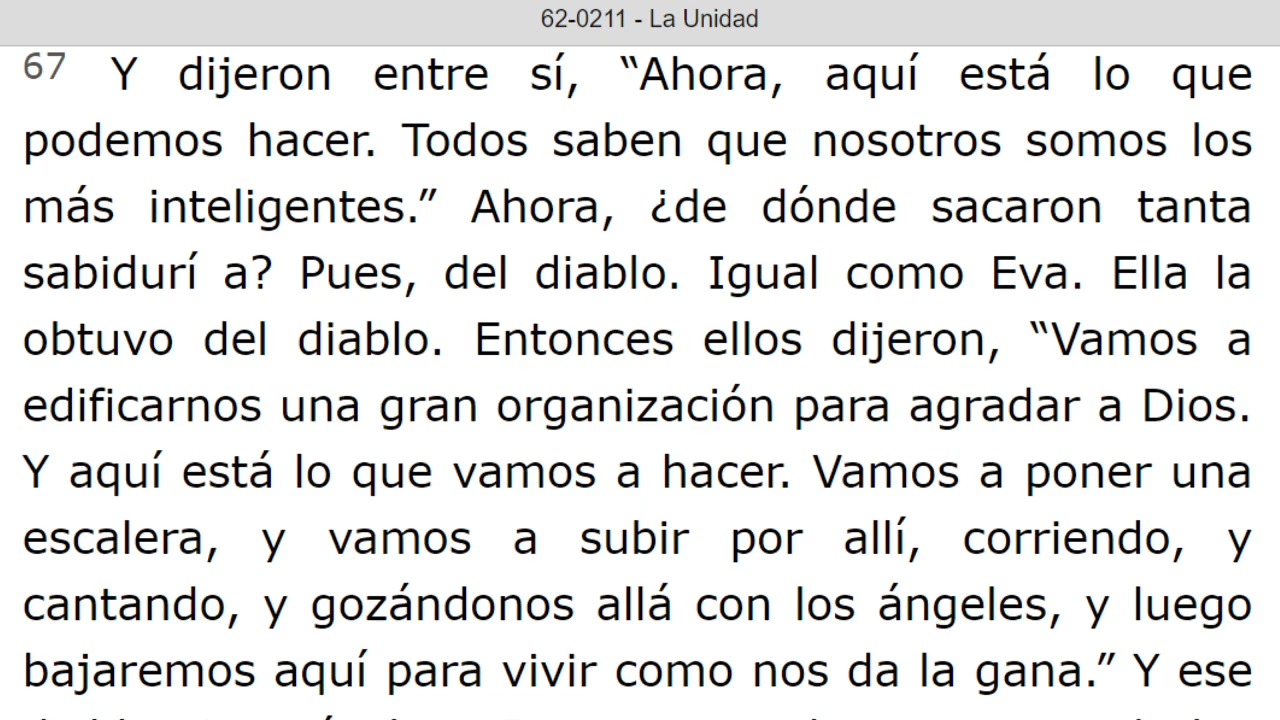 62-0211 - La Unidad
67 Y dijeron entre sí, “Ahora, aquí está lo que
podemos hacer. Todos saben que nosotros somos los
más inteligentes.” Ahora, ¿de dónde sacaron tanta
sabidurí a? Pues, del diablo. Igual como Eva. Ella la
obtuvo del diablo. Entonces ellos dijeron, “Vamos a
edificarnos una gran organización para agradar a Dios.
Y aquí está lo que vamos a hacer. Vamos a poner una
escalera, y vamos a subir por allí, corriendo, y
cantando, y gozándonos allá con los ángeles, y luego
bajaremos aquí para vivir como nos da la gana.” Y ese